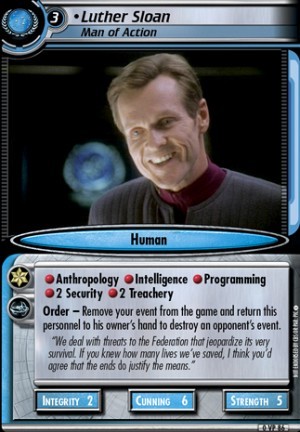 3
•Luther Sloan
Man of Action
Human
•Anthropology •Intelligence •Programming
•2 Security •2 Treachery
Order – Remove your event from the game and return this
personnel to his owner's hand to destroy an opponent's event.
"We deal with threats to the Federation that jeopardize its very
survival. If you knew how many lives we've saved, I think you'd
agree that the ends do justify the means."
Integrity 2
Cunning 6
Strength 5